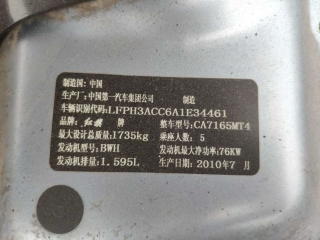 制造国:中国
生产厂:中国第一汽车集团公司 制造
车辆识别代码:LFPH3ACC6A1E34461
品牌:红旗 牌 整车型号:CA7165MT4
最大设计总质量:1735kg 乘座人数:5
发动机型号:BWH 发动机最大净功率:76KW
发动机排量:1.595L 生产日期:2010年7月